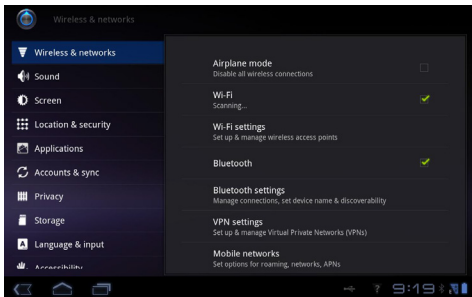 Wireless & networks
Wireless & networks
Sound
Screen
Location & security
Applications
Accounts & sync
Privacy
Storage
Language & input
Accessibility
Airplane mode
Disable all wireless connections
Wi-Fi
Scanning...
Wi-Fi settings
Set up & manage wireless access points
Bluetooth
Bluetooth settings
Manage connections, set device name & discoverability
VPN settings
Set up & manage Virtual Private Networks (VPNs)
Mobile networks
Set options for roaming, networks, APNs
9:19